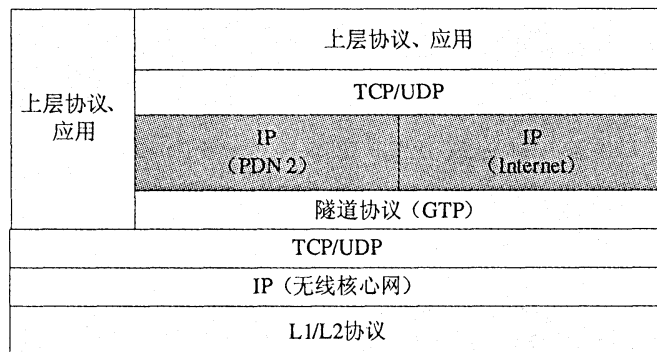 上层协议、
应用
上层协议、应用
TCP/UDP
IP
(PDN 2)
IP
(Internet)
隧道协议（GTP）
TCP/UDP
IP（无线核心网）
L1/L2协议